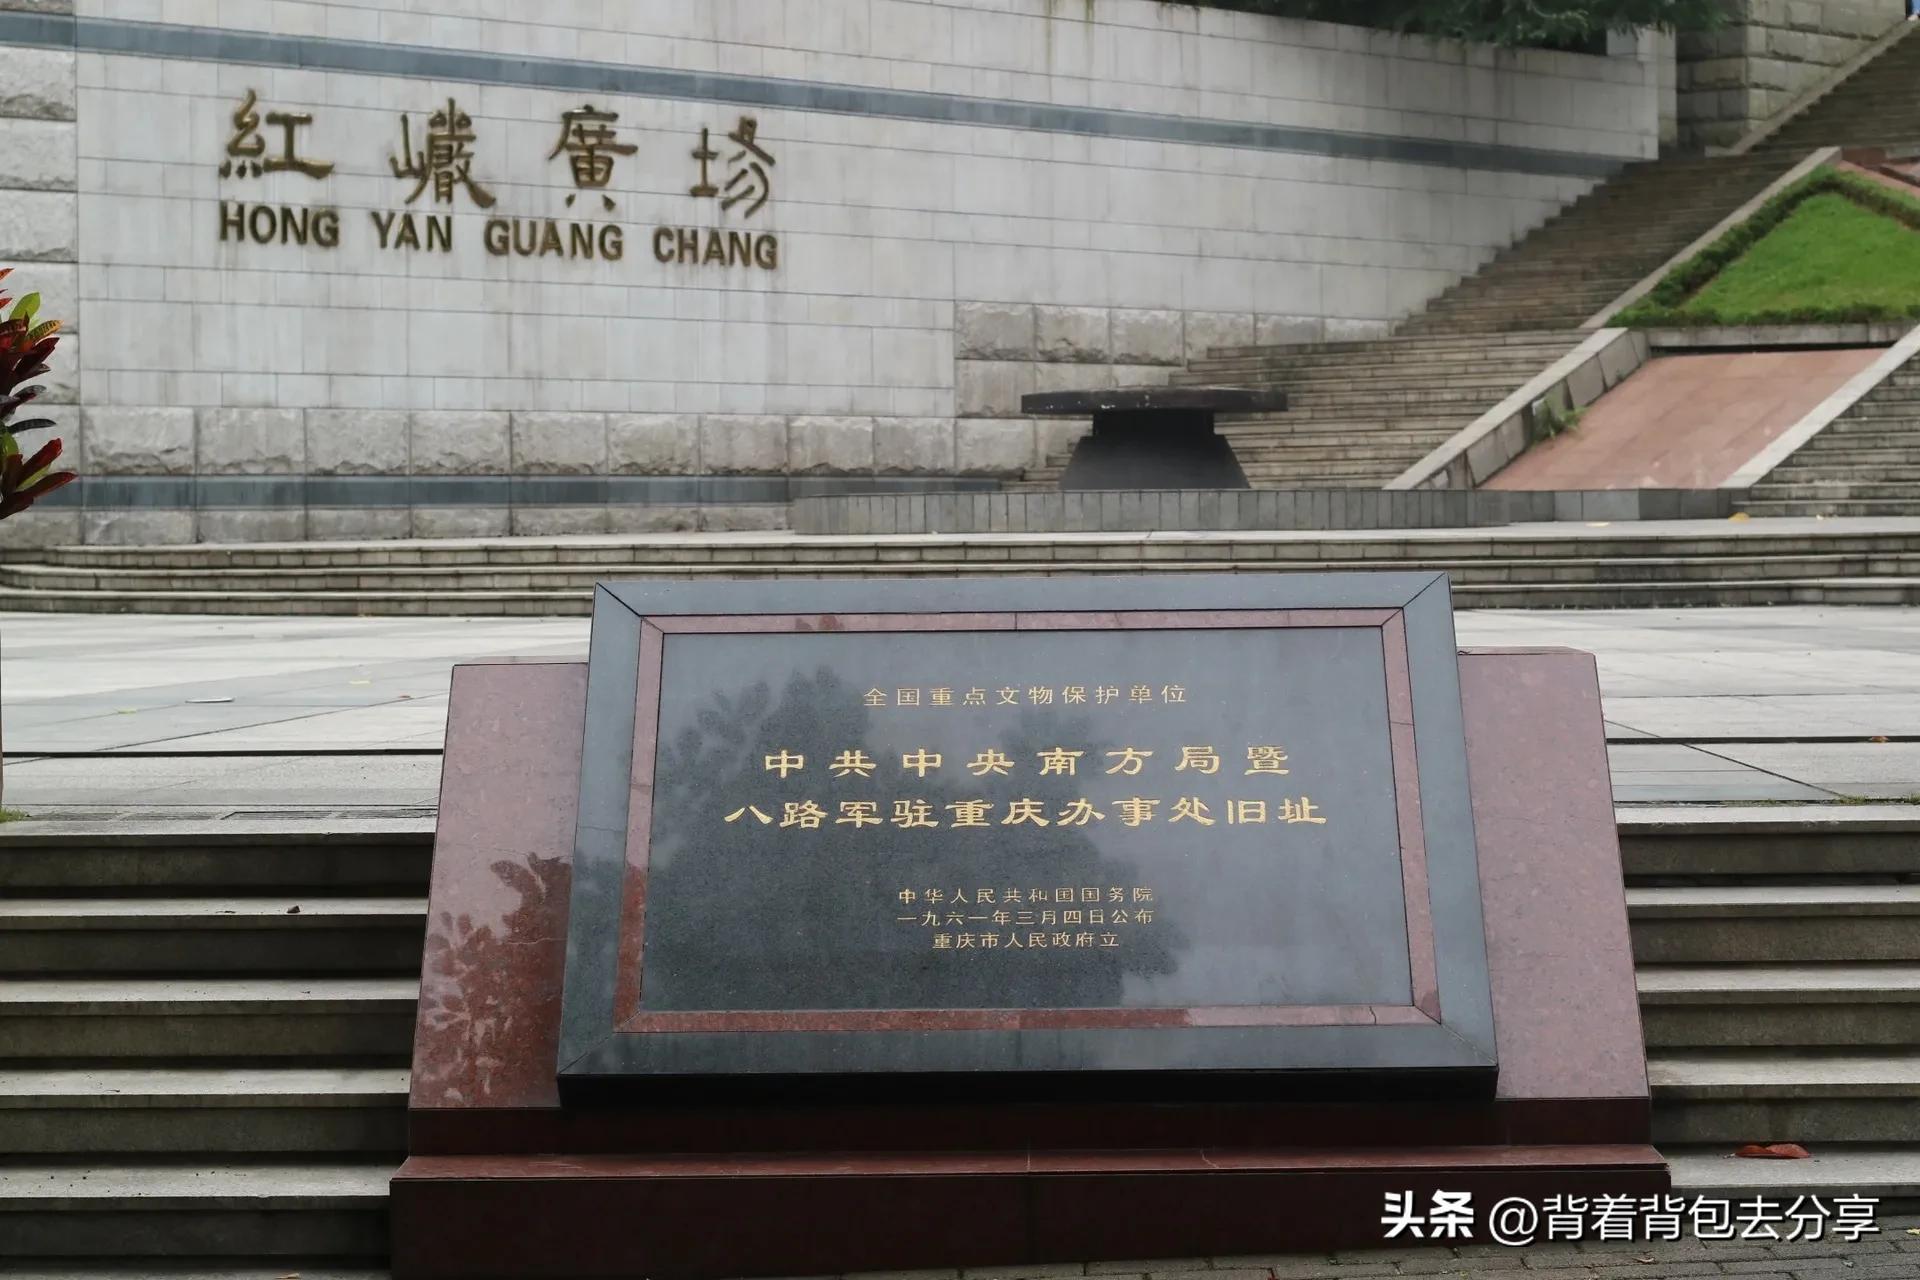 紅巖廣場
HONG YAN GUANG CHANG
全国重点文物保护单位
中共中央南方局暨
八路军驻重庆办事处旧址
中华人民共和国国务院
一九六一年三月四日公布
重庆市人民政府立
头条 @背着背包去分享